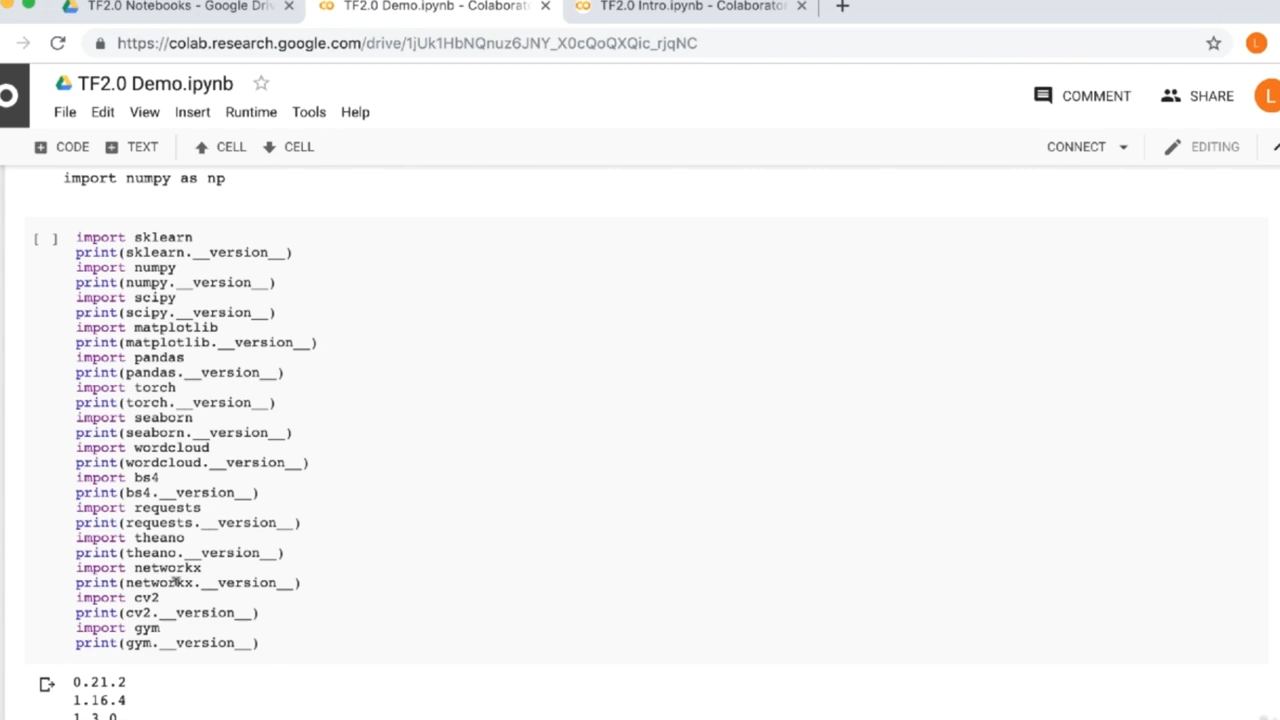 TF2.0 Notebooks - Google Driv
TF2.0 Demo.ipynb - Colaborat
TF2.0 Intro.ipynb - Colaborator
https://colab.research.google.com/drive/1jUk1HbNQnuz6JNY_X0cQoQXQic_rjqNC
L
TF2.0 Demo.ipynb
COMMENT
SHARE
L
File Edit View Insert Runtime Tools Help
CODE TEXT CELL CELL
CONNECT
EDITING
import numpy as np
[ ] import sklearn
print(sklearn.__version__)
import numpy
print(numpy.__version__)
import scipy
print(scipy.__version__)
import matplotlib
print(matplotlib.__version__)
import pandas
print(pandas.__version__)
import torch
print(torch.__version__)
import seaborn
print(seaborn.__version__)
import wordcloud
print(wordcloud.__version__)
import bs4
print(bs4.__version__)
import requests
print(requests.__version__)
import theano
print(theano.__version__)
import networkx
print(networkx.__version__)
import cv2
print(cv2.__version__)
import gym
print(gym.__version__)
0.21.2
1.16.4
1.3.0